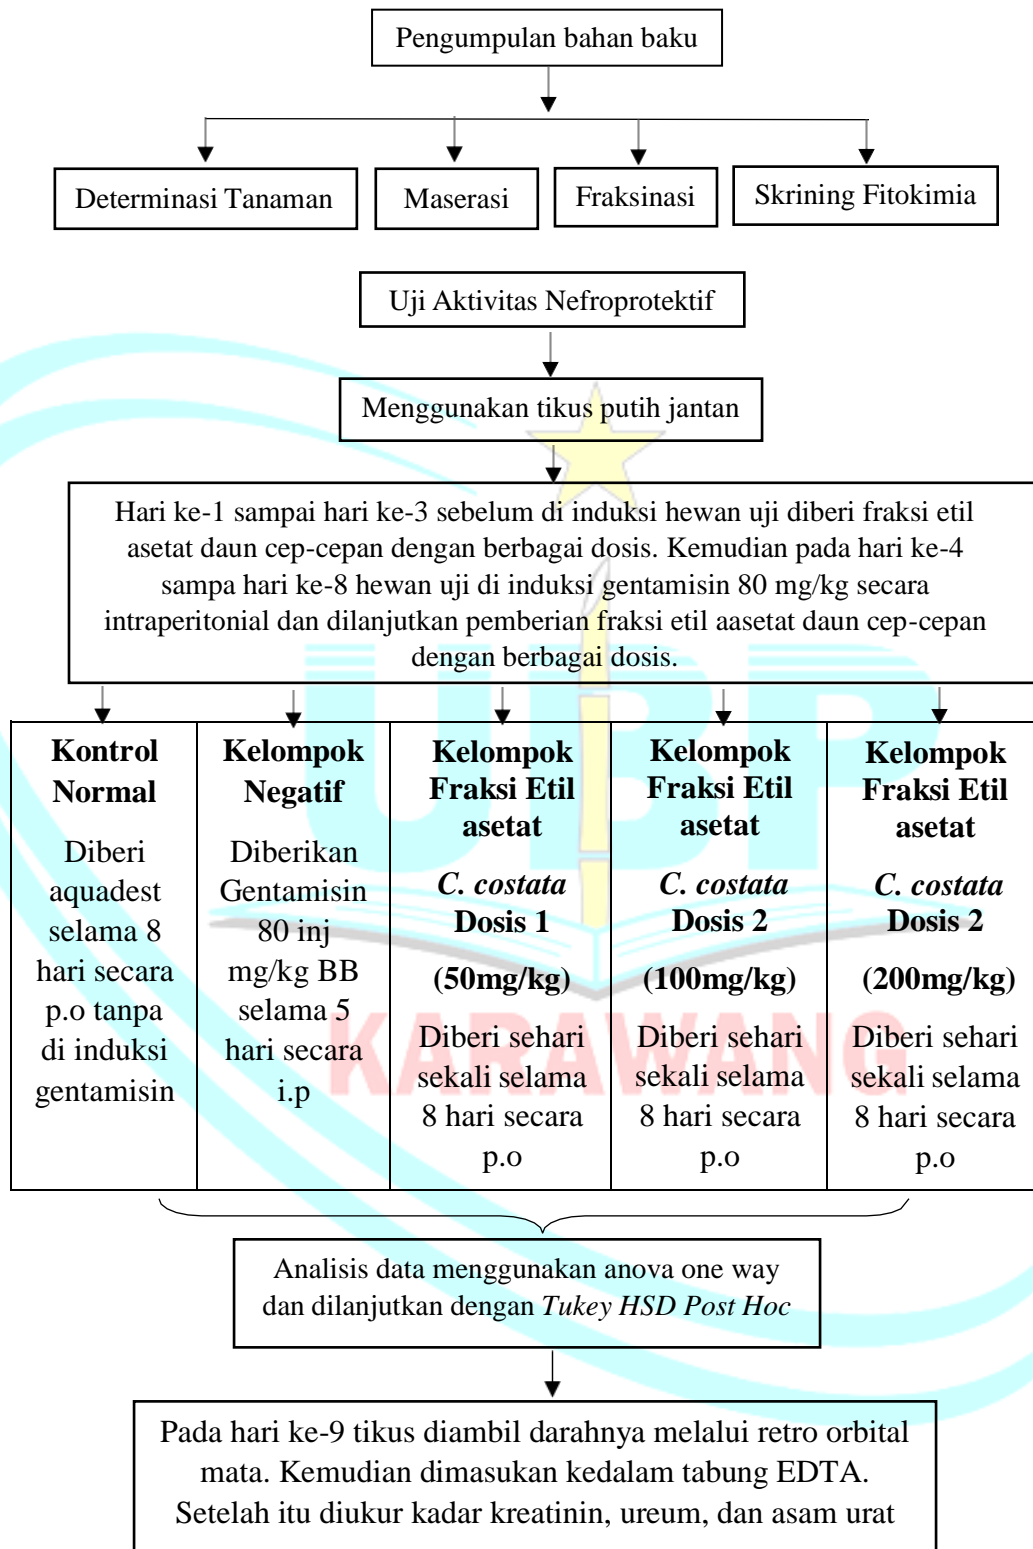 Pengumpulan bahan baku
Determinasi Tanaman
Maserasi
Fraksinasi
Skrining Fitokimia
Uji Aktivitas Nefroprotektif
Menggunakan tikus putih jantan
Hari ke-1 sampai hari ke-3 sebelum di induksi hewan uji diberi fraksi etil
asetat daun cep-cepan dengan berbagai dosis. Kemudian pada hari ke-4
sampa hari ke-8 hewan uji di induksi gentamisin 80 mg/kg secara
intraperitonial dan dilanjutkan pemberian fraksi etil aasetat daun cep-cepan
dengan berbagai dosis.
Kontrol
Normal
Diberi
aquadest
selama 8
hari secara
p.o tanpa
di induksi
gentamisin
Kelompok
Negatif
Diberikan
Gentamisin
80 inj
mg/kg BB
selama 5
hari secara
i.p
Kelompok
Fraksi Etil
asetat
C. costata
Dosis 1
(50mg/kg)
Diberi sehari
sekali selama
8 hari secara
p.o
Kelompok
Fraksi Etil
asetat
C. costata
Dosis 2
(100mg/kg)
Diberi sehari
sekali selama
8 hari secara
p.o
Kelompok
Fraksi Etil
asetat
C. costata
Dosis 2
(200mg/kg)
Diberi sehari
sekali selama
8 hari secara
p.o
UBP
KARAWANG
Analisis data menggunakan anova one way
dan dilanjutkan dengan Tukey HSD Post Hoc
Pada hari ke-9 tikus diambil darahnya melalui retro orbital
mata. Kemudian dimasukan kedalam tabung EDTA.
Setelah itu diukur kadar kreatinin, ureum, dan asam urat